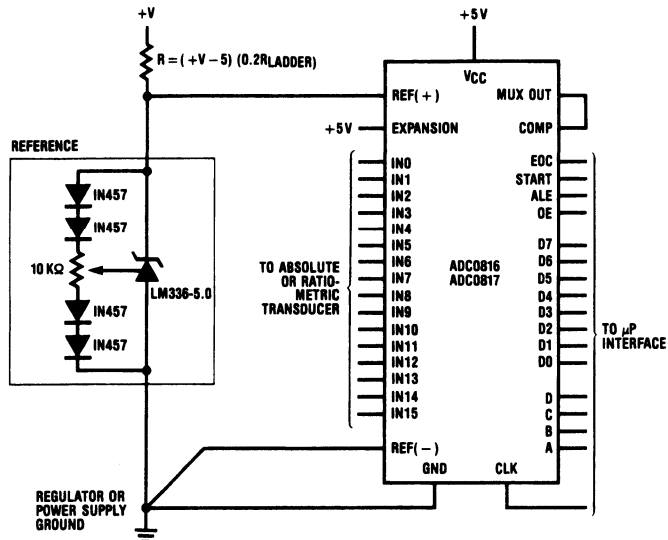 +V
+5V
R = (+V – 5) (0.2RLADDER)
VCC
REF(+)
MUX OUT
+5V
EXPANSION
COMP
REFERENCE
IN457
IN457
10 KΩ
LM336-5.0
IN457
IN457
TO ABSOLUTE
OR RATIO-
METRIC
TRANSDUCER
IN0
IN1
IN2
IN3
IN4
IN5
IN6
IN7
IN8
IN9
IN10
IN11
IN12
IN13
IN14
IN15
ADC0816
ADC0817
EOC
START
ALE
OE
D7
D6
D5
D4
D3
D2
D1
D0
D
C
B
A
TO µP
INTERFACE
REF(–)
GND
CLK
REGULATOR OR
POWER SUPPLY
GROUND